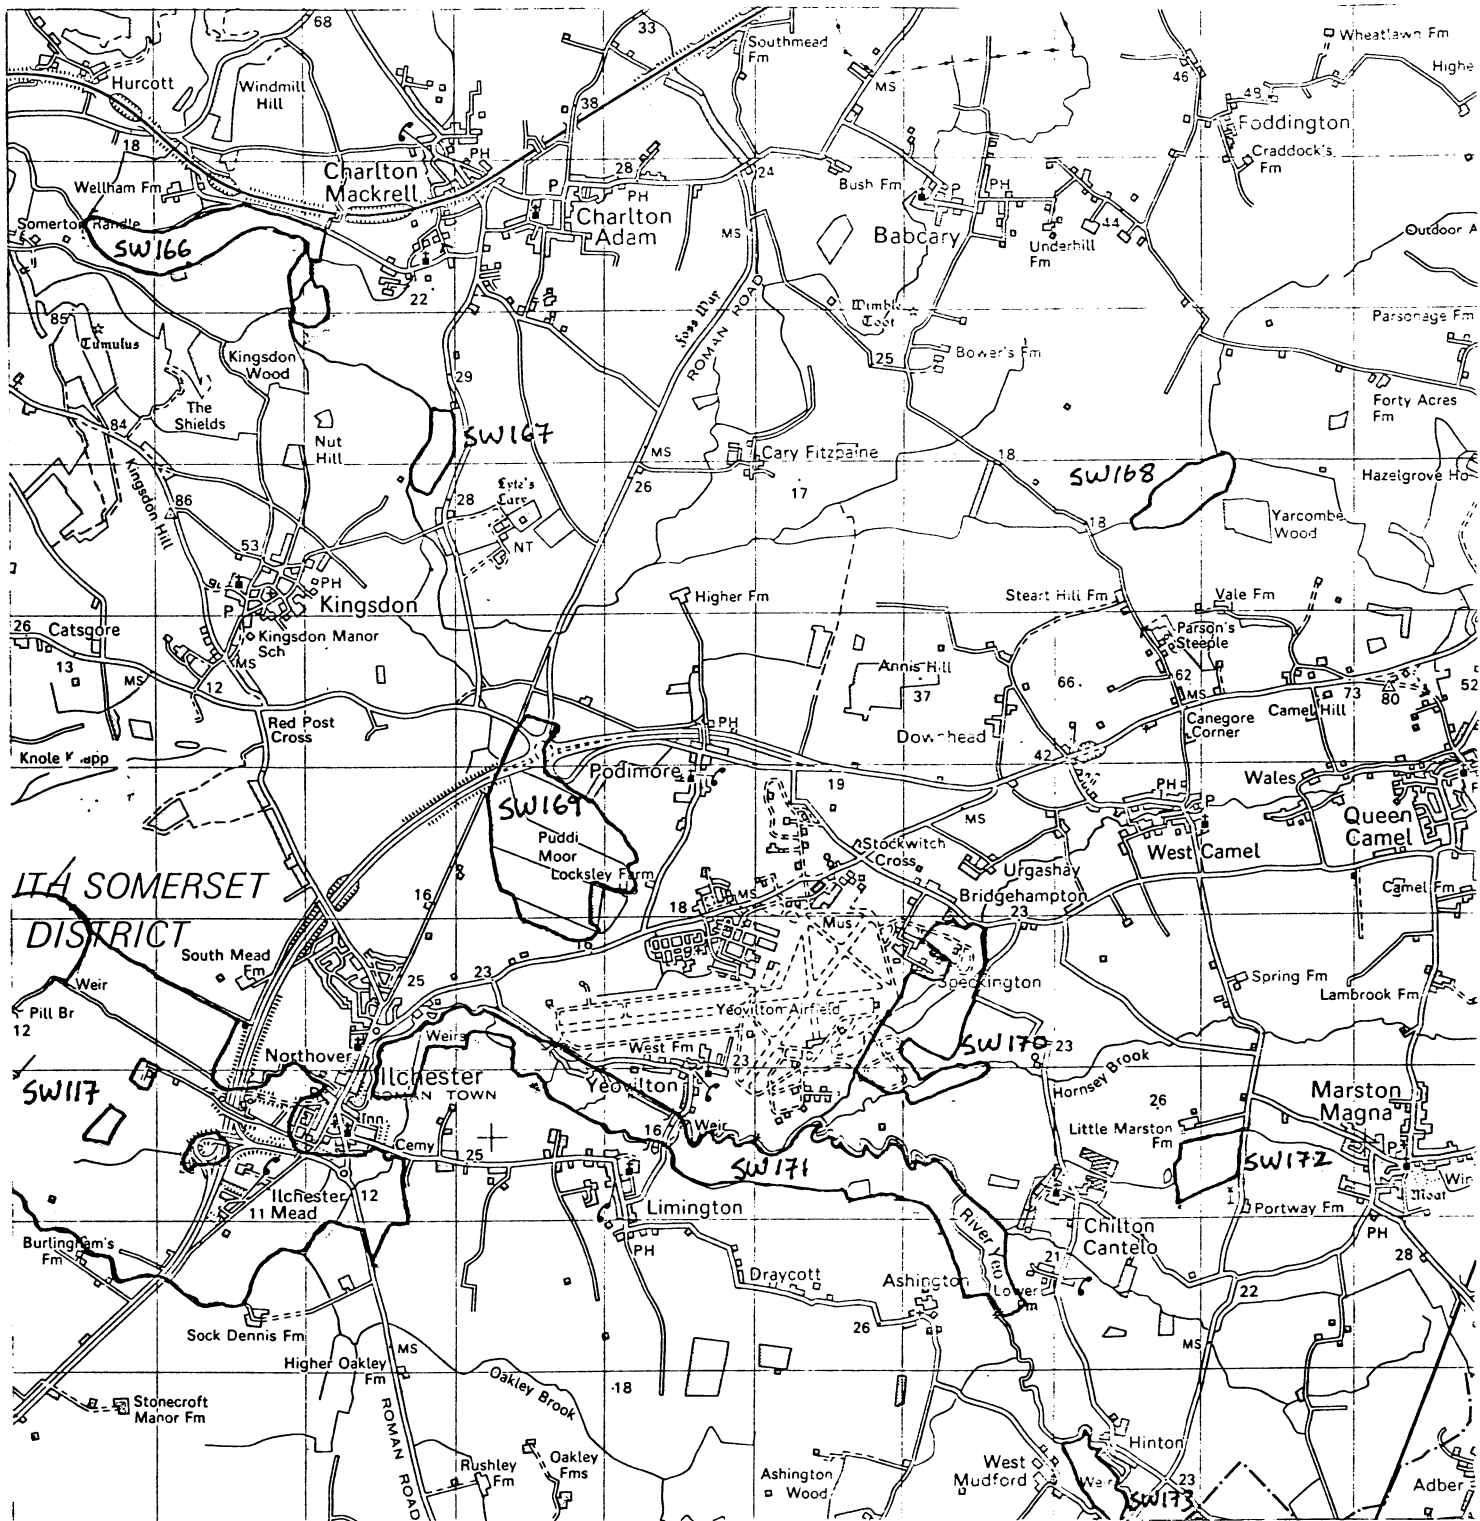 68
33
Southmead
Fm
Wheatlawn Fm
Highe
46
Hurcott
Windmill
Hill
MS
48
Foddington
38
18
PH
Craddock's
Fm
Charlton
Mackrell
Wellham Fm
28
24
P
PH
Bush Fm
P
PH
Somerton Randle
SW166
Charlton
Adam
MS
Babcary
44
Underhill
Fm
Outdoor A
22
Foss Way
ROMAN ROAD
Wimble
Toot
85
Tumulus
Parsonage Fm
Kingsdon
Wood
25
Bower's Fm
29
The
Shields
Forty Acres
Fm
84
Nut
Hill
SW167
MS
Cary Fitzpaine
18
SW168
Hazelgrove Ho
Kingsdon Hill
86
26
17
28
Lyte's
Cary
NT
18
Yarcombe
Wood
53
PH
P
Kingsdon
Higher Fm
Steart Hill Fm
Vale Fm
26
Catsgore
Kingsdon Manor
Sch
Parson's
Steeple
13
MS
MS
12
Annis Hill
37
66
62
MS
73
80
52
Red Post
Cross
PH
Canegore
Corner
Camel Hill
Knole Knapp
Downhead
42
Podimore
19
PH
Wales
P
SW169
Puddi
Moor
MS
Queen
Camel
Stockwitch
Cross
West Camel
Locksley Farm
Urgashay
ITH SOMERSET
DISTRICT
16
18
MS
Bridgehampton
23
Camel Fm
Mus
16
South Mead
Fm
25
23
Speckington
Spring Fm
Weir
Lambrook Fm
Pill Br
12
Yeovilton Airfield
Weirs
Northover
West Fm
23
SW170
23
SW117
Ilchester
ROMAN TOWN
Yeovilton
Hornsey Brook
Marston
Magna
26
Inn
16
Weir
Little Marston
Fm
Cemy
25
P
SW171
SW172
Ilchester
Mead
11
12
Limington
Moat
Portway Fm
Burlingham's
Fm
River Yeo
Chilton
Cantelo
PH
PH
28
21
Draycott
Ashington
Lower
Fm
22
Sock Dennis Fm
26
MS
MS
Higher Oakley
Fm
Oakley Brook
18
Stonecroft
Manor Fm
ROMAN ROAD
Hinton
Rushley
Fm
Oakley
Fms
Ashington
Wood
West
Mudford
Weir
23
SW173
Adber